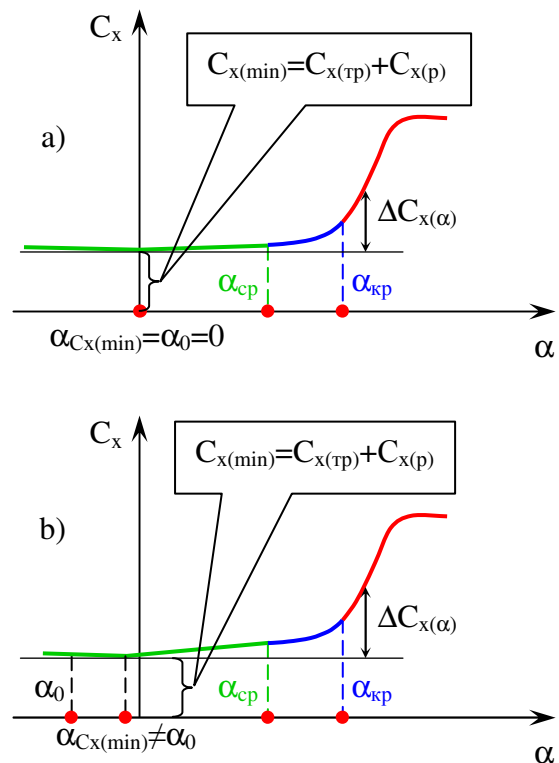 Cₓ
Cₓ₍min₎=Cₓ₍тр₎+Cₓ₍р₎
a)
ΔCₓ₍α₎
αср
αкр
αCx(min)=α₀=0
α
Cₓ
Cₓ₍min₎=Cₓ₍тр₎+Cₓ₍р₎
b)
ΔCₓ₍α₎
α₀
αср
αкр
αCx(min)≠α₀
α